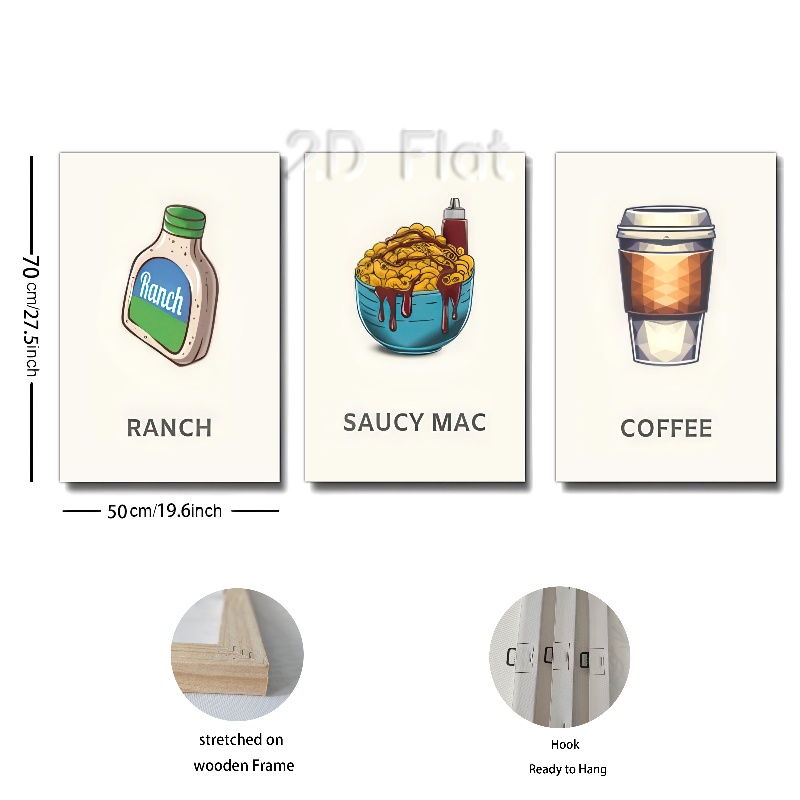 2D Flat
Ranch
RANCH
SAUCY MAC
COFFEE
70 cm/27.5inch
50cm/19.6inch
stretched on
wooden Frame
Hook
Ready to Hang